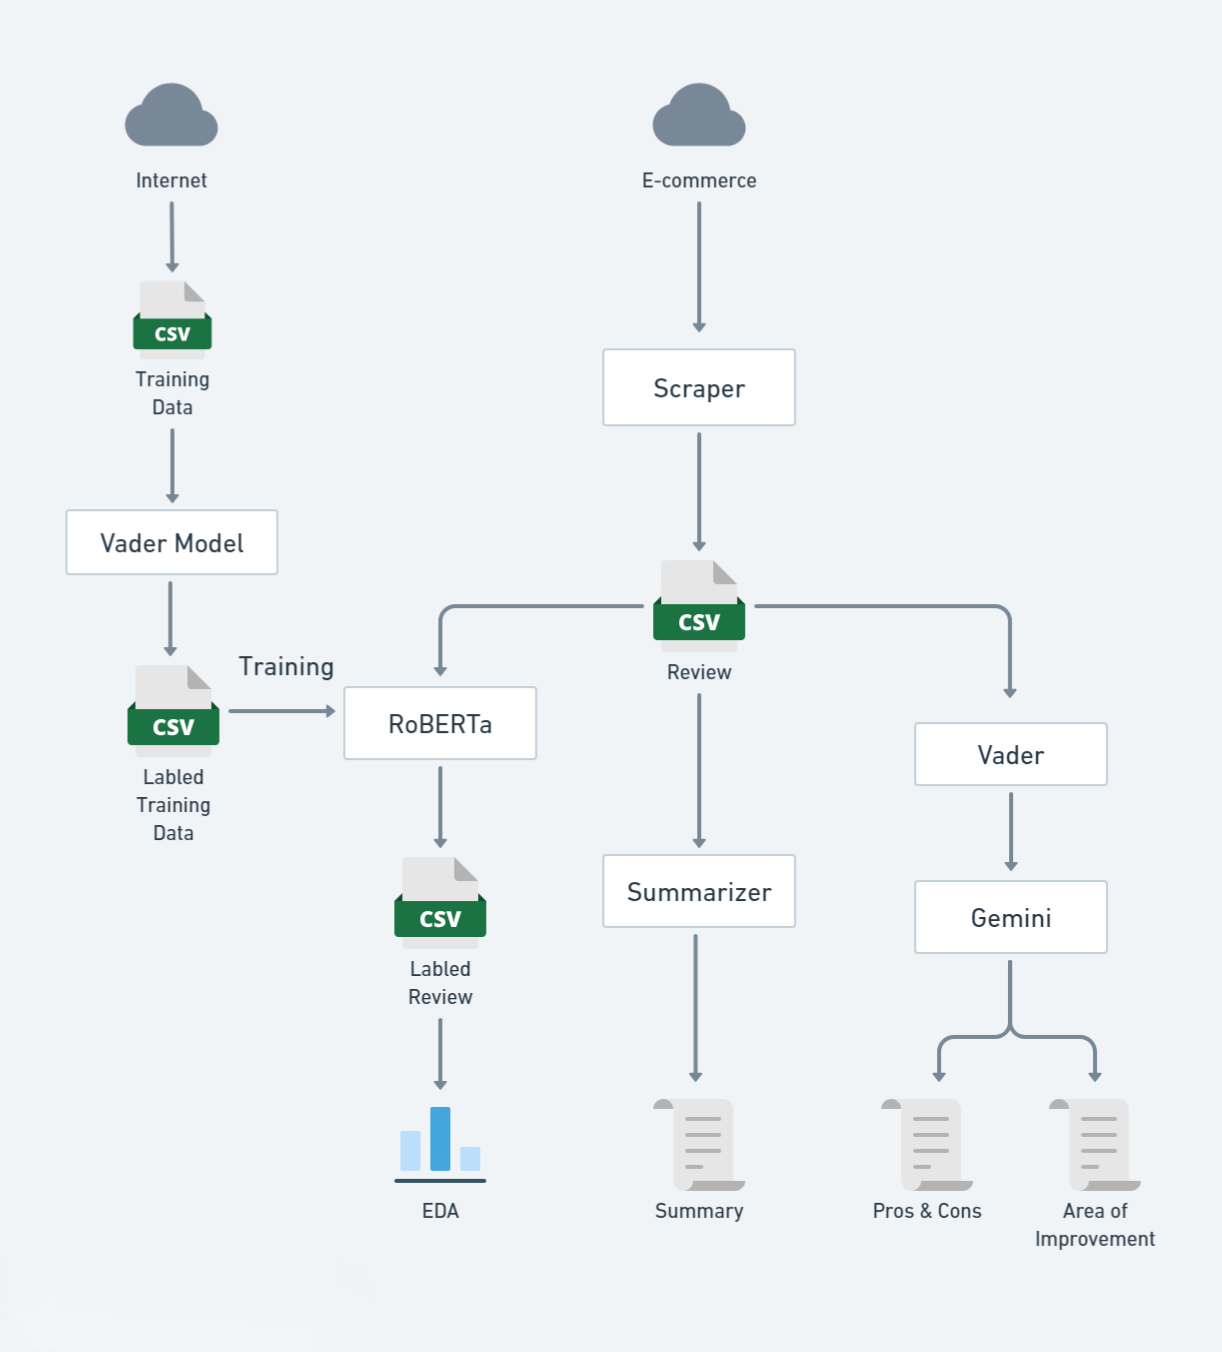 Internet
E-commerce
CSV
Training
Data
Scraper
Vader Model
CSV
Review
CSV
Labled
Training
Data
Training
RoBERTa
Vader
CSV
Labled
Review
Summarizer
Gemini
EDA
Summary
Pros & Cons
Area of
Improvement